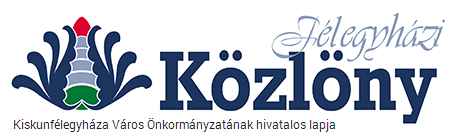 Félegyházi
Közlöny
Kiskunfélegyháza Város Önkormányzatának hivatalos lapja